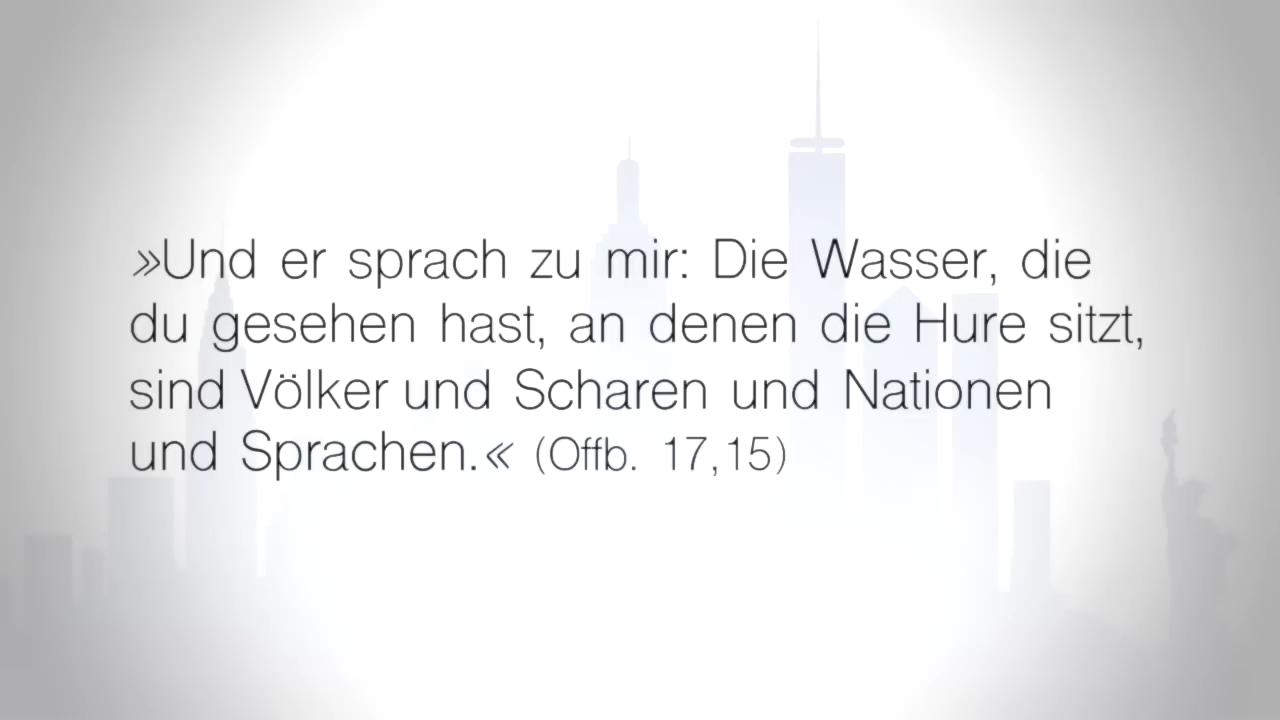 »Und er sprach zu mir: Die Wasser, die
du gesehen hast, an denen die Hure sitzt,
sind Völker und Scharen und Nationen
und Sprachen.« (Offb. 17,15)